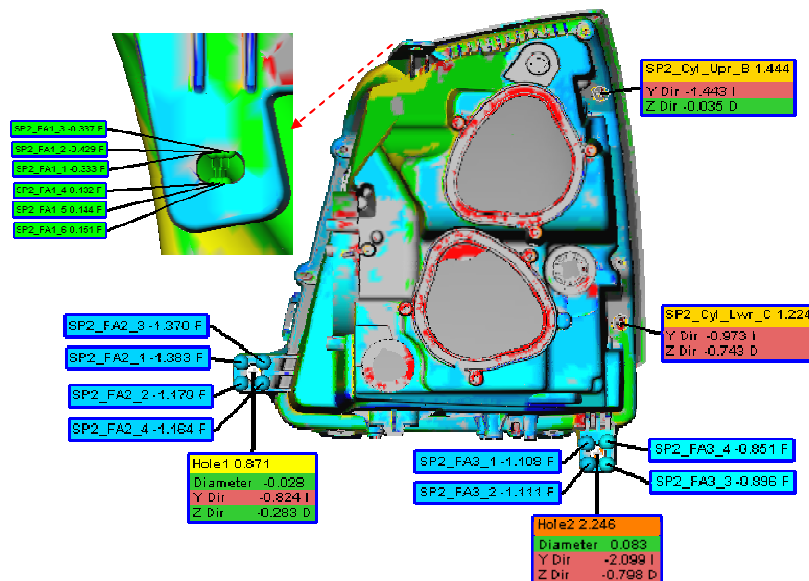 SP2_Cyl_Upr_B 1.444
Y Dir -1.443 I
Z Dir -0.035 D
SP2_FA1_3 -0.337 F
SP2_FA1_2 -0.429 F
SP2_FA1_1 -0.333 F
SP2_FA1_4 0.132 F
SP2_FA1_5 0.144 F
SP2_FA1_6 0.151 F
SP2_Cyl_Lwr_C 1.224
Y Dir -0.973 I
Z Dir -0.743 D
SP2_FA2_3 -1.370 F
SP2_FA2_1 -1.383 F
SP2_FA2_2 -1.170 F
SP2_FA2_4 -1.164 F
Hole1 0.871
Diameter -0.028
Y Dir -0.824 I
Z Dir -0.283 D
SP2_FA3_1 -1.108 F
SP2_FA3_2 -1.111 F
SP2_FA3_4 -0.851 F
SP2_FA3_3 -0.896 F
Hole2 2.246
Diameter 0.083
Y Dir -2.099 I
Z Dir -0.798 D